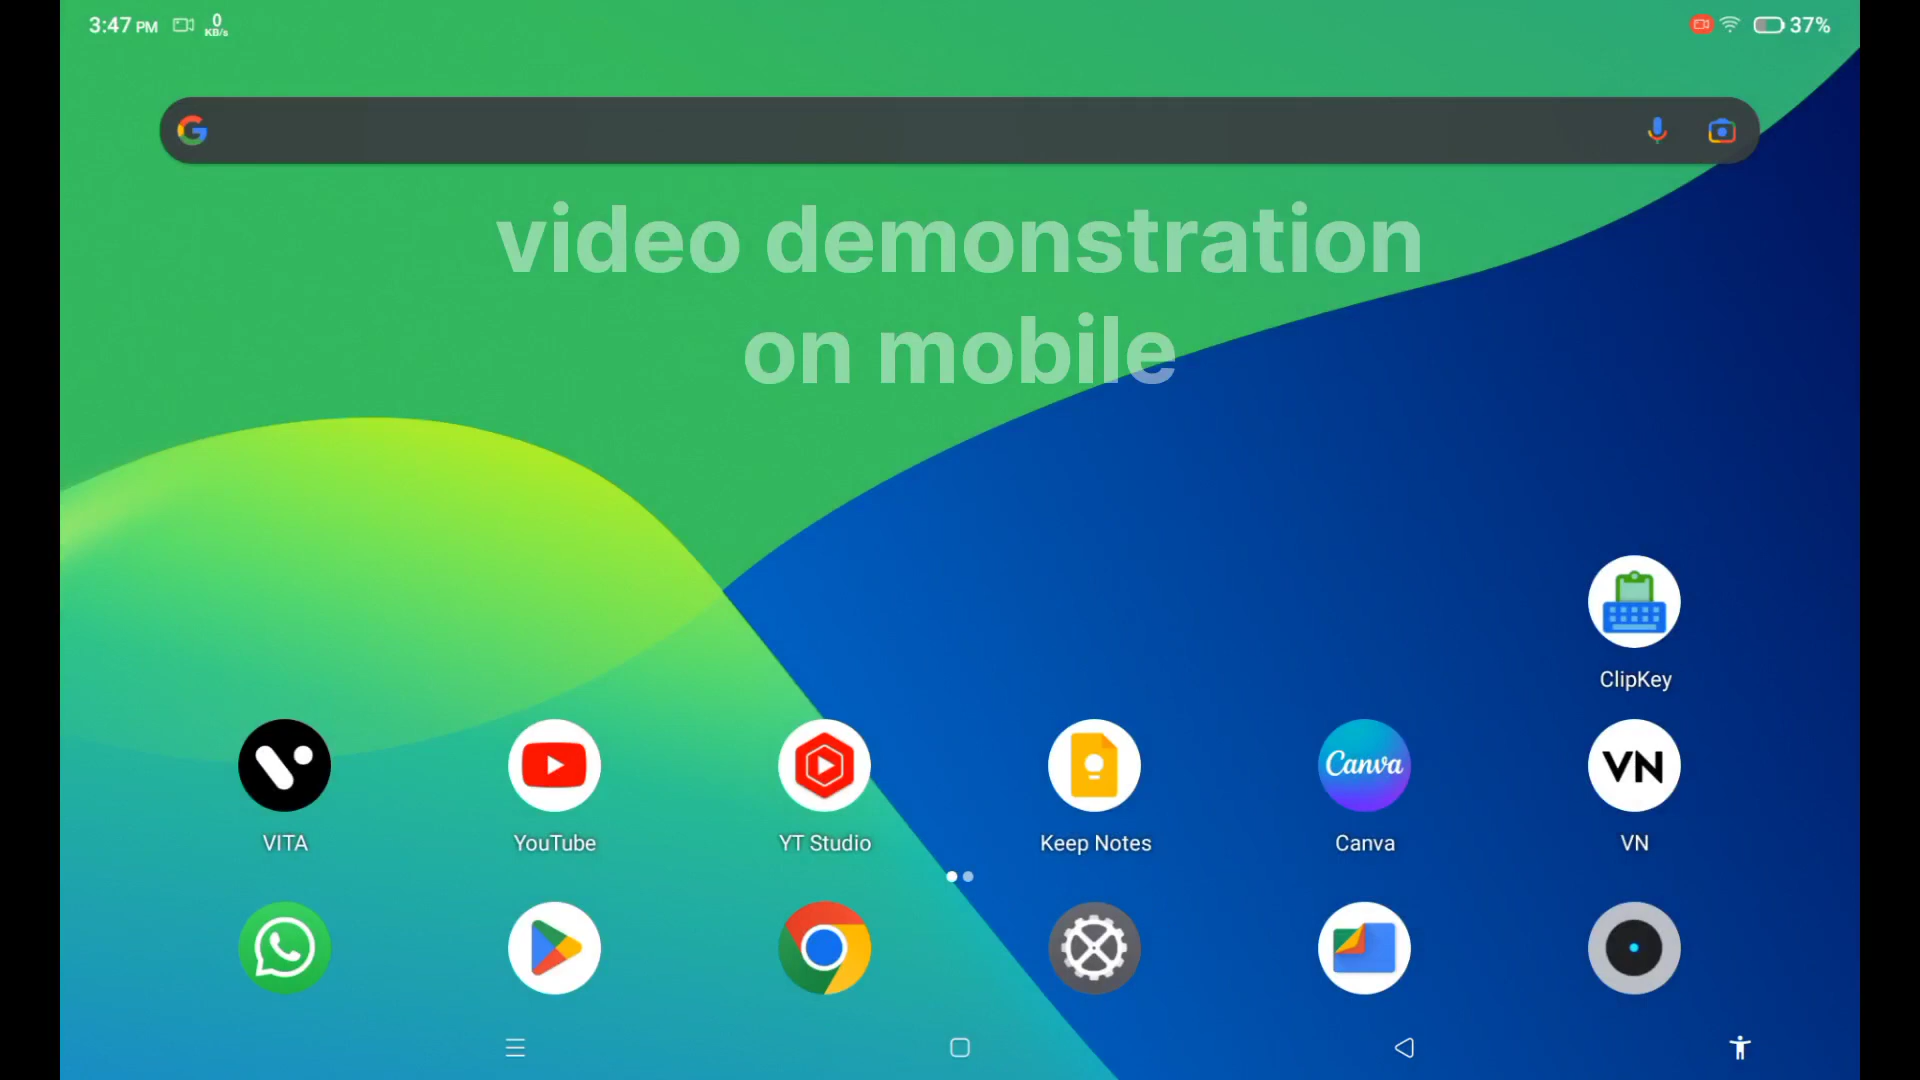 3:47 PM 0 KB/s 37%
video demonstration
on mobile
ClipKey
Canva VN
VITA YouTube YT Studio Keep Notes Canva VN